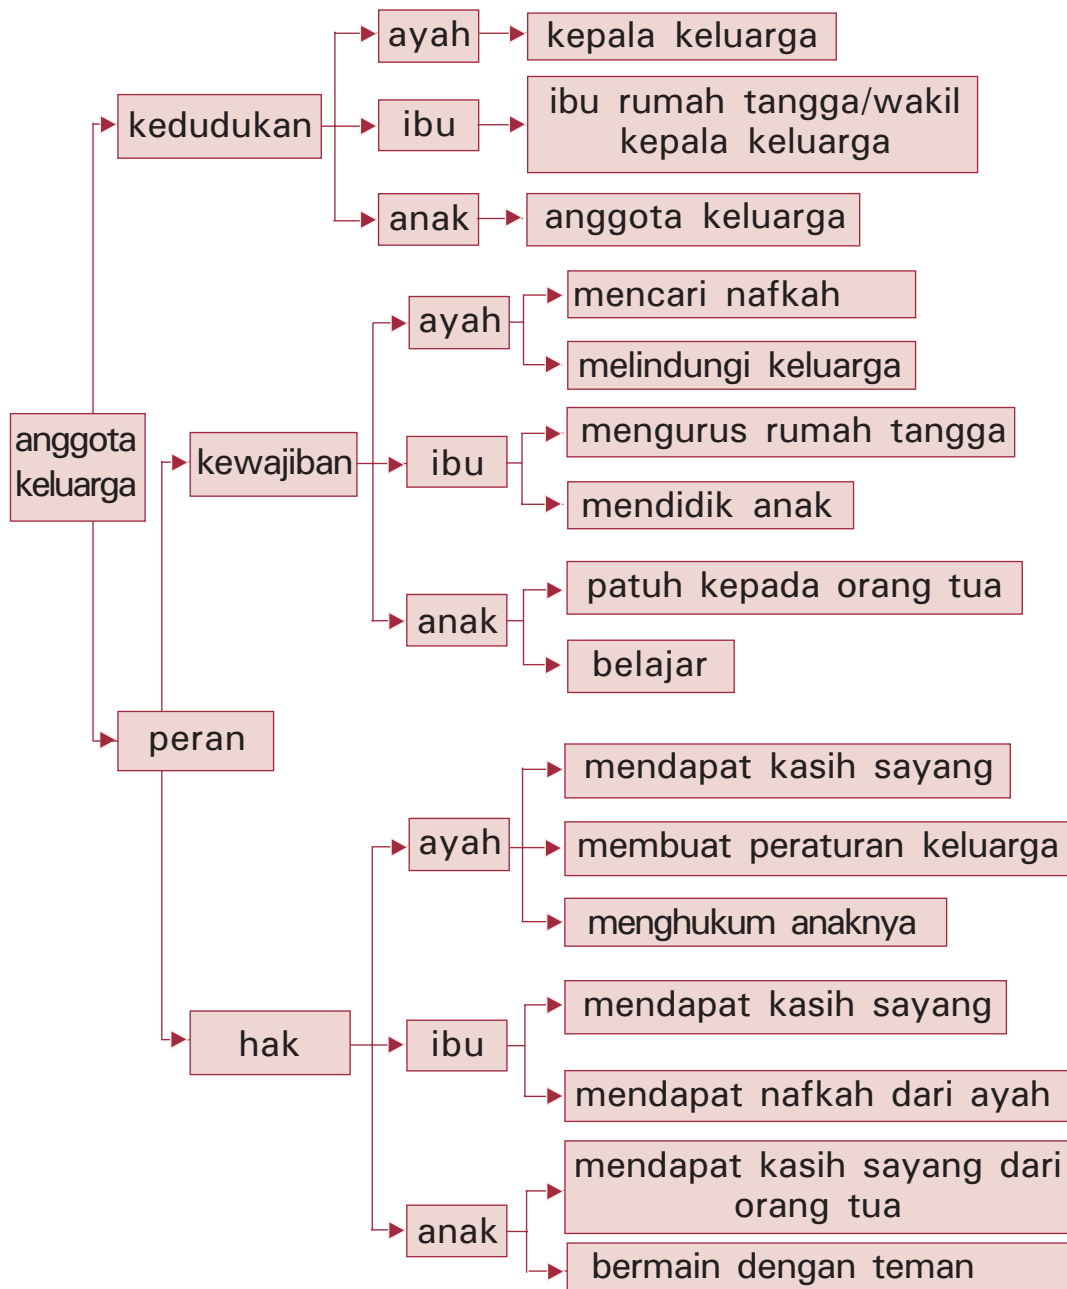 ayah
kepala keluarga
kedudukan
ibu
ibu rumah tangga/wakil
kepala keluarga
anak
anggota keluarga
anggota
keluarga
kewajiban
ayah
mencari nafkah
melindungi keluarga
ibu
mengurus rumah tangga
mendidik anak
anak
patuh kepada orang tua
belajar
peran
hak
ayah
mendapat kasih sayang
membuat peraturan keluarga
menghukum anaknya
ibu
mendapat kasih sayang
mendapat nafkah dari ayah
anak
mendapat kasih sayang dari
orang tua
bermain dengan teman